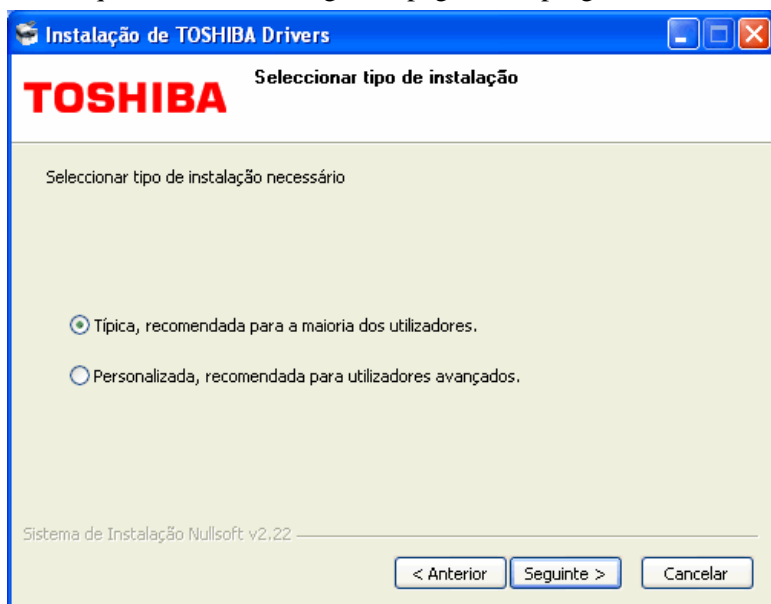 Instalação de TOSHIBA Drivers
TOSHIBA
Seleccionar tipo de instalação
Seleccionar tipo de instalação necessário
Típica, recomendada para a maioria dos utilizadores.
Personalizada, recomendada para utilizadores avançados.
Sistema de Instalação Nullsoft v2.22
< Anterior
Seguinte >
Cancelar